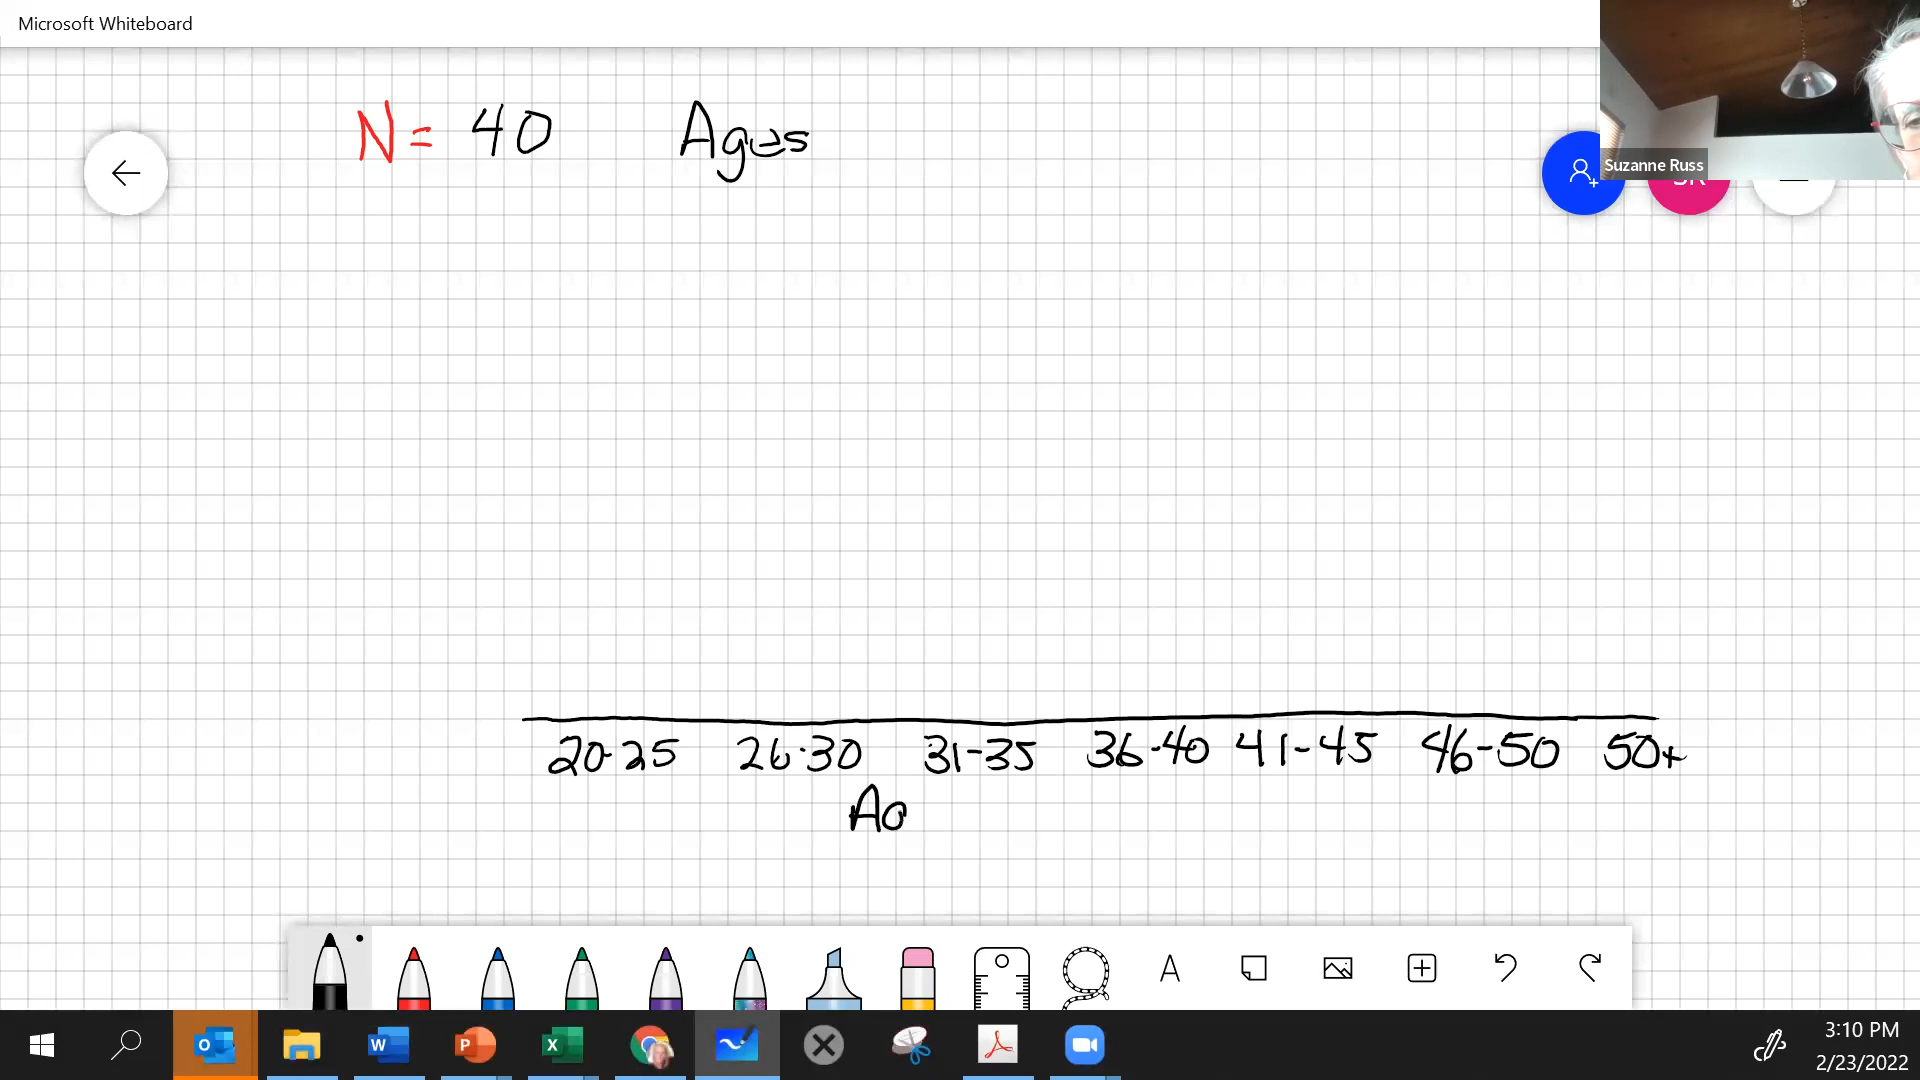 Microsoft Whiteboard
N= 40 Ages
Suzanne Russ
20-25 26-30 31-35 36-40 41-45 46-50 50+
Ao
3:10 PM
2/23/2022